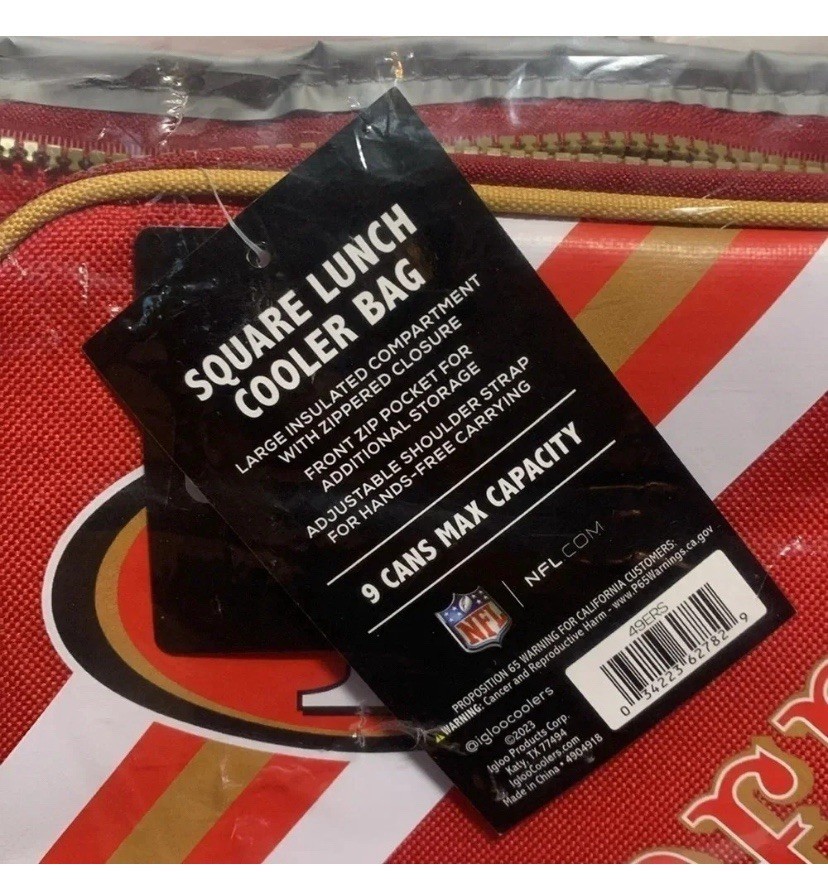 SQUARE LUNCH
COOLER BAG
LARGE INSULATED COMPARTMENT
WITH ZIPPERED CLOSURE
FRONT ZIP POCKET FOR
ADDITIONAL STORAGE
ADJUSTABLE SHOULDER STRAP
FOR HANDS-FREE CARRYING
9 CANS MAX CAPACITY
NFL
NFL.COM
PROPOSITION 65 WARNING FOR CALIFORNIA CUSTOMERS:
WARNING: Cancer and Reproductive Harm - www.P65Warnings.ca.gov
49ERS
0 34223 62782 9
@igloocoolers
©2023
Igloo Products Corp.
Katy, TX 77494
IglooCoolers.com
Made in China • 4904918